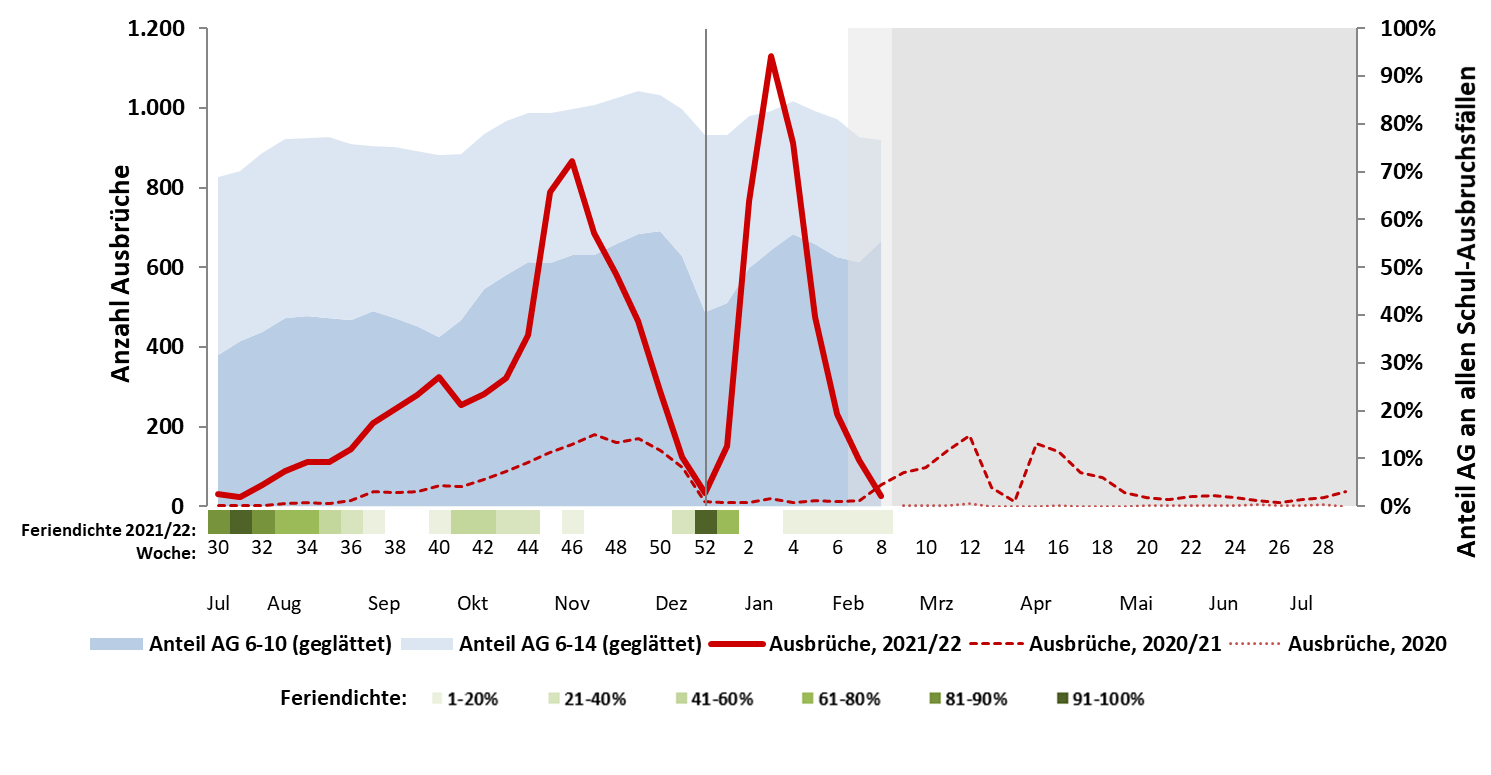 1.200
1.000
800
600
400
200
0
Anzahl Ausbrüche
100%
90%
80%
70%
60%
50%
40%
30%
20%
10%
0%
Anteil AG an allen Schul-Ausbruchsfällen
Feriendichte 2021/22:
Woche: 30 32 34 36 38 40 42 44 46 48 50 52 2 4 6 8 10 12 14 16 18 20 22 24 26 28
Jul Aug Sep Okt Nov Dez Jan Feb Mrz Apr Mai Jun Jul
Anteil AG 6-10 (geglättet) Anteil AG 6-14 (geglättet) Ausbrüche, 2021/22 Ausbrüche, 2020/21 Ausbrüche, 2020
Feriendichte: 1-20% 21-40% 41-60% 61-80% 81-90% 91-100%